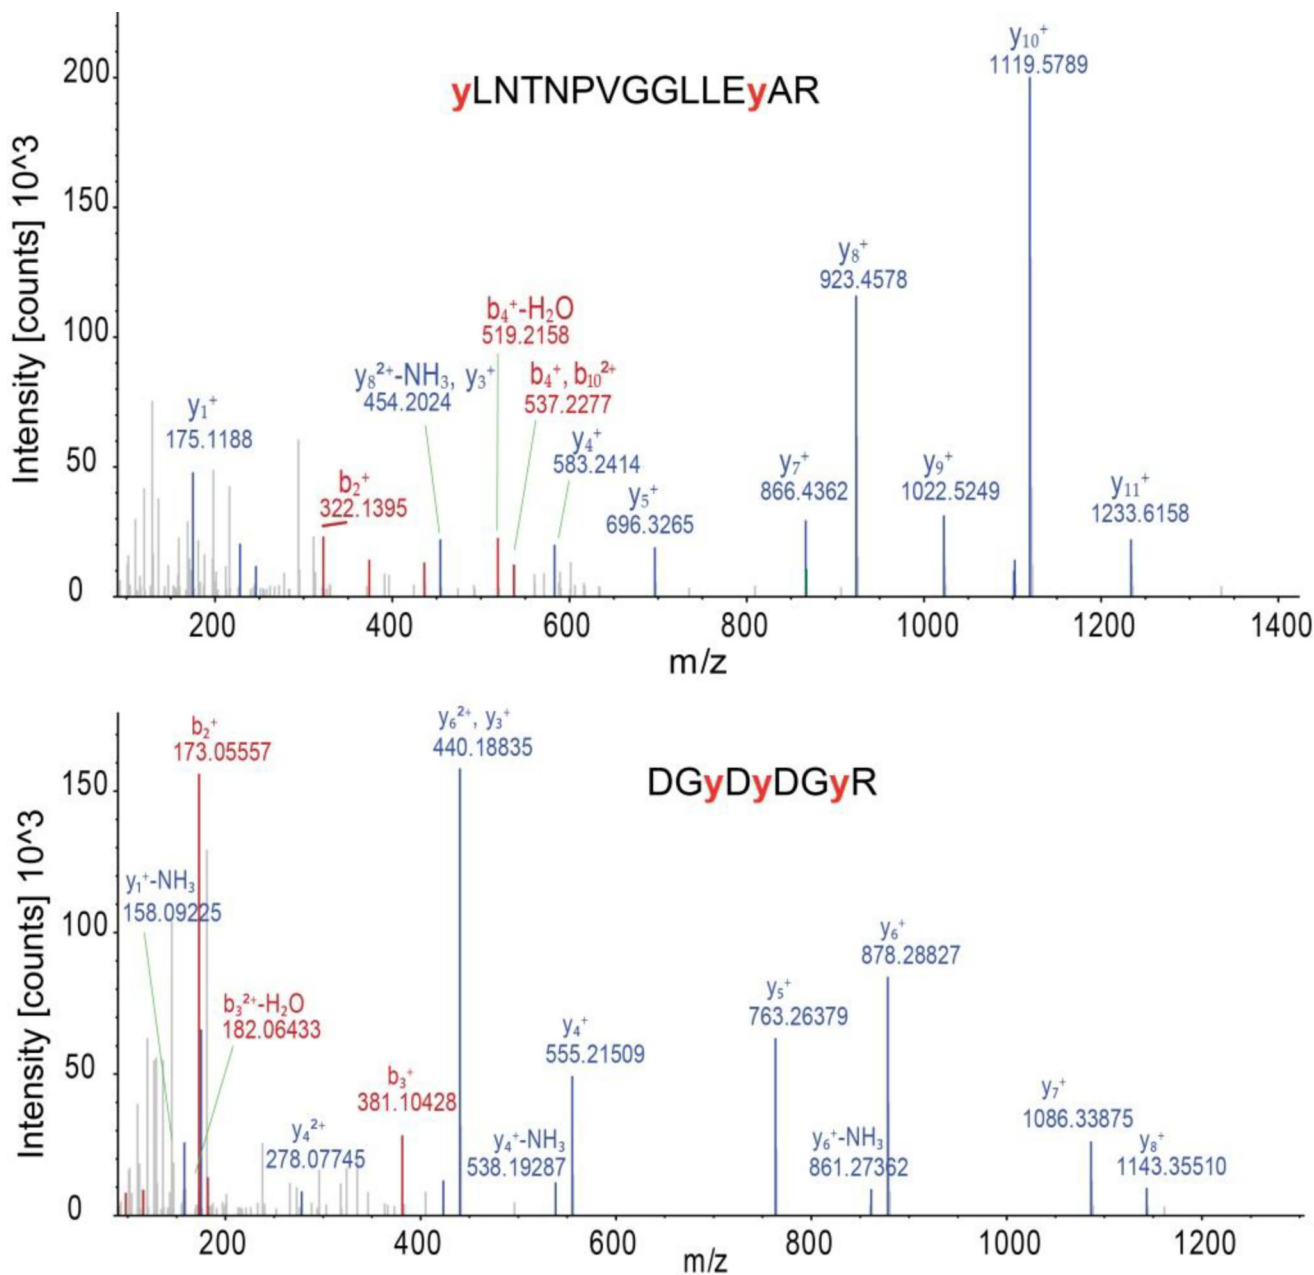 Intensity [counts] 10^3
200
150
100
50
0
yLNTNPVGGLLEyAR
y₁⁺
175.1188
b₂⁺
322.1395
y₈²⁺-NH₃, y₃⁺
454.2024
b₄⁺-H₂O
519.2158
b₄⁺, b₁₀²⁺
537.2277
y₄⁺
583.2414
y₅⁺
696.3265
y₇⁺
866.4362
y₈⁺
923.4578
y₉⁺
1022.5249
y₁₀⁺
1119.5789
y₁₁⁺
1233.6158
200 400 600 800 1000 1200 1400
m/z
Intensity [counts] 10^3
150
100
50
0
DGyDyDGyR
b₂⁺
173.05557
y₁⁺-NH₃
158.09225
b₃²⁺-H₂O
182.06433
y₄²⁺
278.07745
b₃⁺
381.10428
y₆²⁺, y₃⁺
440.18835
y₄⁺-NH₃
538.19287
y₄⁺
555.21509
y₅⁺
763.26379
y₆⁺-NH₃
861.27362
y₆⁺
878.28827
y₇⁺
1086.33875
y₈⁺
1143.35510
200 400 600 800 1000 1200
m/z